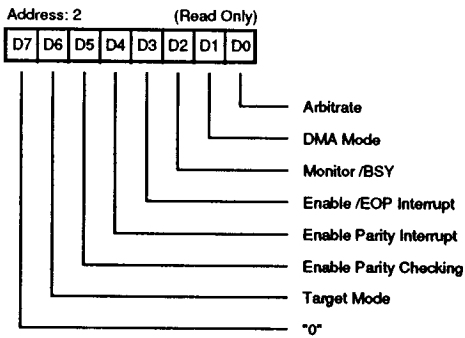 Address: 2 (Read Only)
D7 D6 D5 D4 D3 D2 D1 D0
Arbitrate
DMA Mode
Monitor /BSY
Enable /EOP Interrupt
Enable Parity Interrupt
Enable Parity Checking
Target Mode
"0"